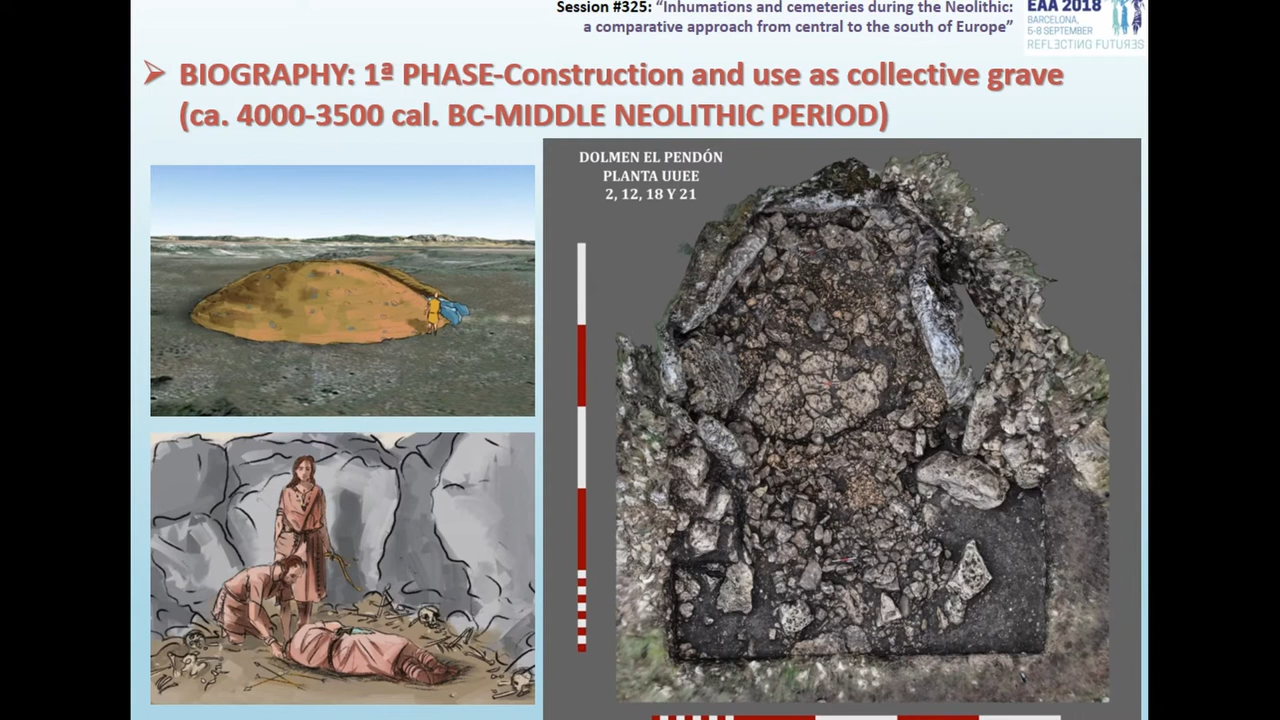 Session #325: “Inhumations and cemeteries during the Neolithic:
a comparative approach from central to the south of Europe”
EAA 2018
BARCELONA,
5-8 SEPTEMBER
REFLECTING FUTURES
BIOGRAPHY: 1ª PHASE-Construction and use as collective grave
(ca. 4000-3500 cal. BC-MIDDLE NEOLITHIC PERIOD)
DOLMEN EL PENDÓN
PLANTA UUEE
2, 12, 18 Y 21